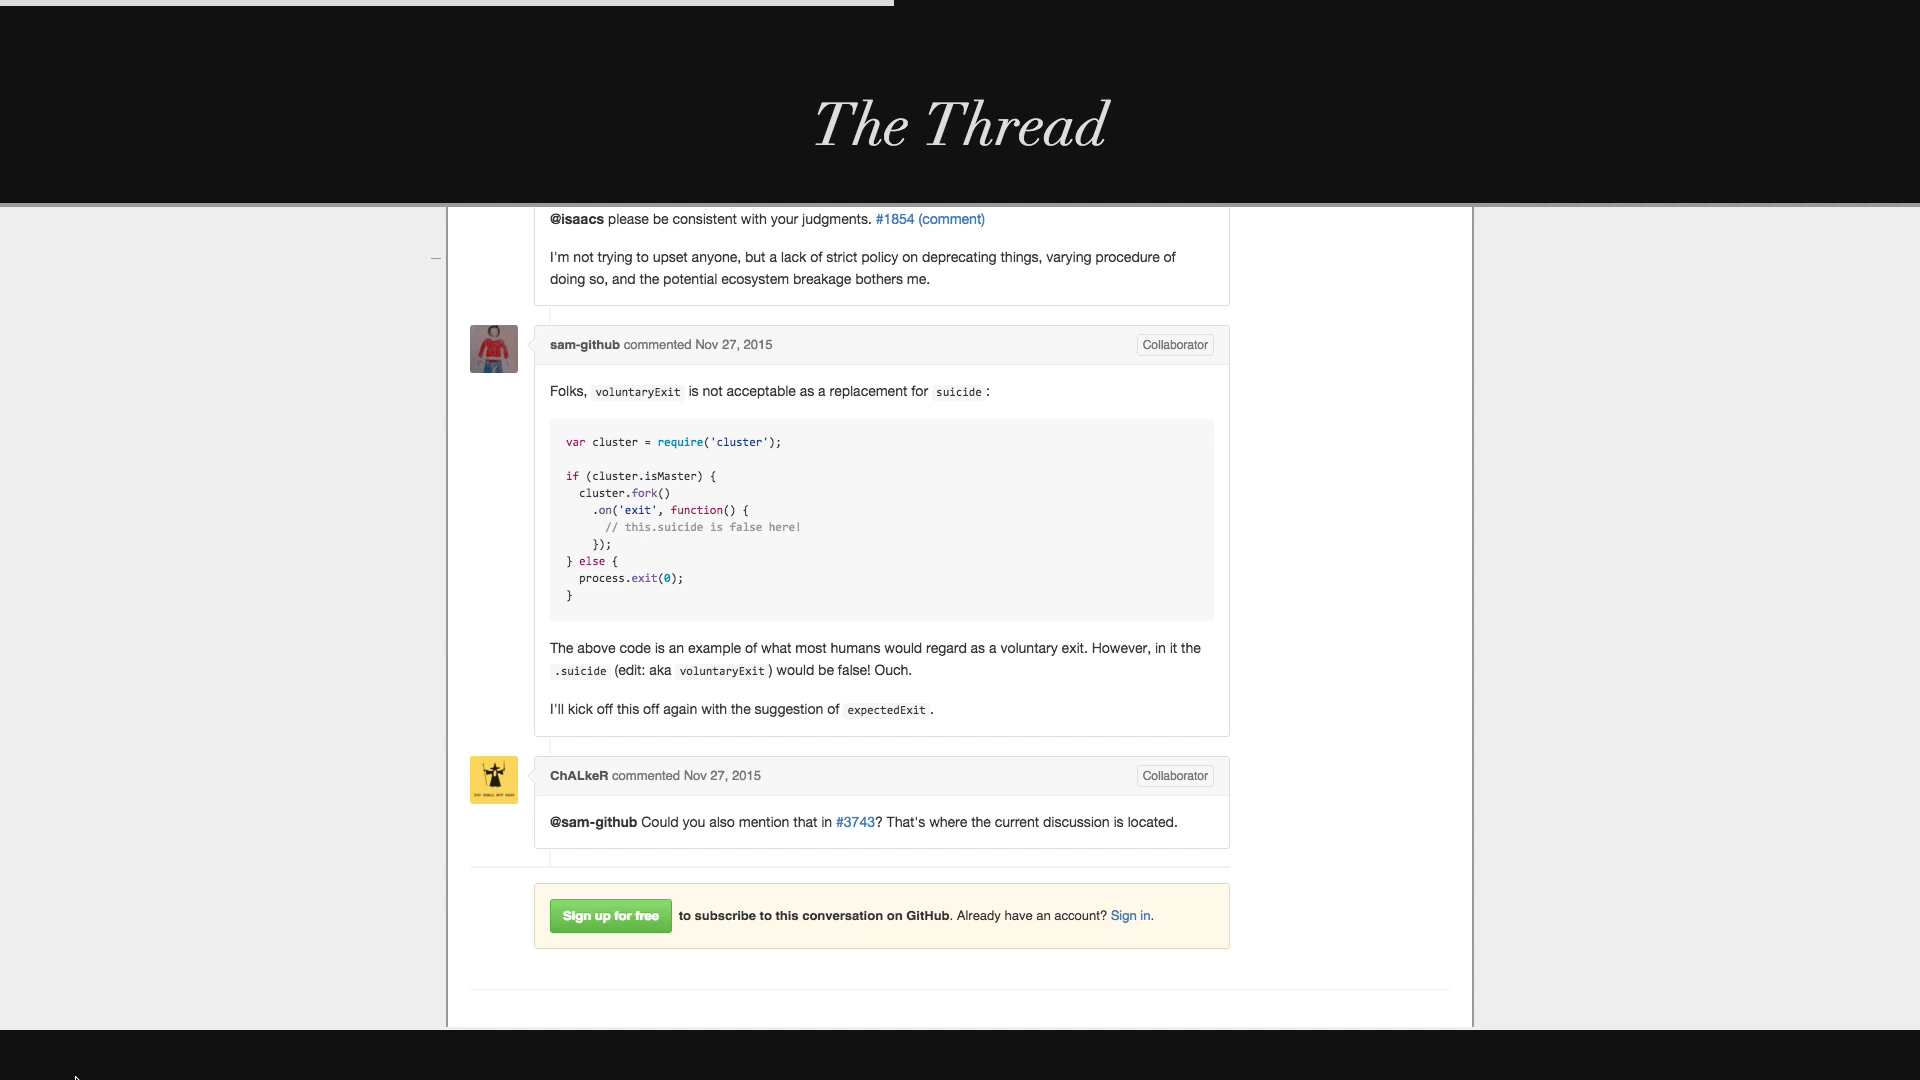 The Thread
@isaacs please be consistent with your judgments. #1854 (comment)
I'm not trying to upset anyone, but a lack of strict policy on deprecating things, varying procedure of
doing so, and the potential ecosystem breakage bothers me.
sam-github commented Nov 27, 2015
Collaborator
Folks, voluntaryExit is not acceptable as a replacement for suicide:
var cluster = require('cluster');
if (cluster.isMaster) {
  cluster.fork()
    .on('exit', function() {
      // this.suicide is false here!
    });
} else {
  process.exit(0);
}
The above code is an example of what most humans would regard as a voluntary exit. However, in it the
.suicide (edit: aka voluntaryExit) would be false! Ouch.
I'll kick off this off again with the suggestion of expectedExit.
ChALkeR commented Nov 27, 2015
Collaborator
@sam-github Could you also mention that in #3743? That's where the current discussion is located.
Sign up for free to subscribe to this conversation on GitHub. Already have an account? Sign in.